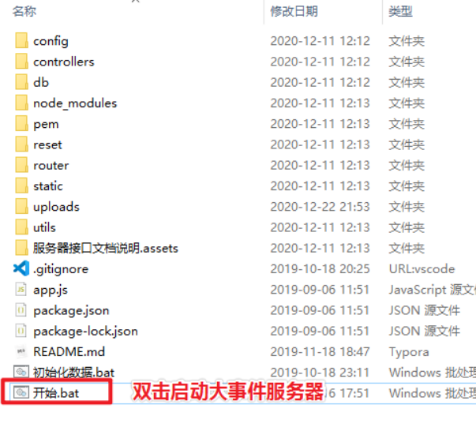 名称 修改日期 类型
config 2020-12-11 12:12 文件夹
controllers 2020-12-11 12:12 文件夹
db 2020-12-11 12:12 文件夹
node_modules 2020-12-11 12:13 文件夹
pem 2020-12-11 12:13 文件夹
reset 2020-12-11 12:13 文件夹
router 2020-12-11 12:13 文件夹
static 2020-12-11 12:13 文件夹
uploads 2020-12-22 21:53 文件夹
utils 2020-12-11 12:13 文件夹
服务器接口文档说明.assets 2020-12-11 12:13 文件夹
.gitignore 2019-10-18 20:25 URL:vscode
app.js 2019-09-06 11:51 JavaScript 源文
package.json 2019-09-06 11:51 JSON 源文件
package-lock.json 2019-09-06 11:51 JSON 源文件
README.md 2019-11-18 18:47 Typora
初始化数据.bat 2019-10-18 23:11 Windows 批处
开始.bat 双击启动大事件服务器 6 17:51 Windows 批处